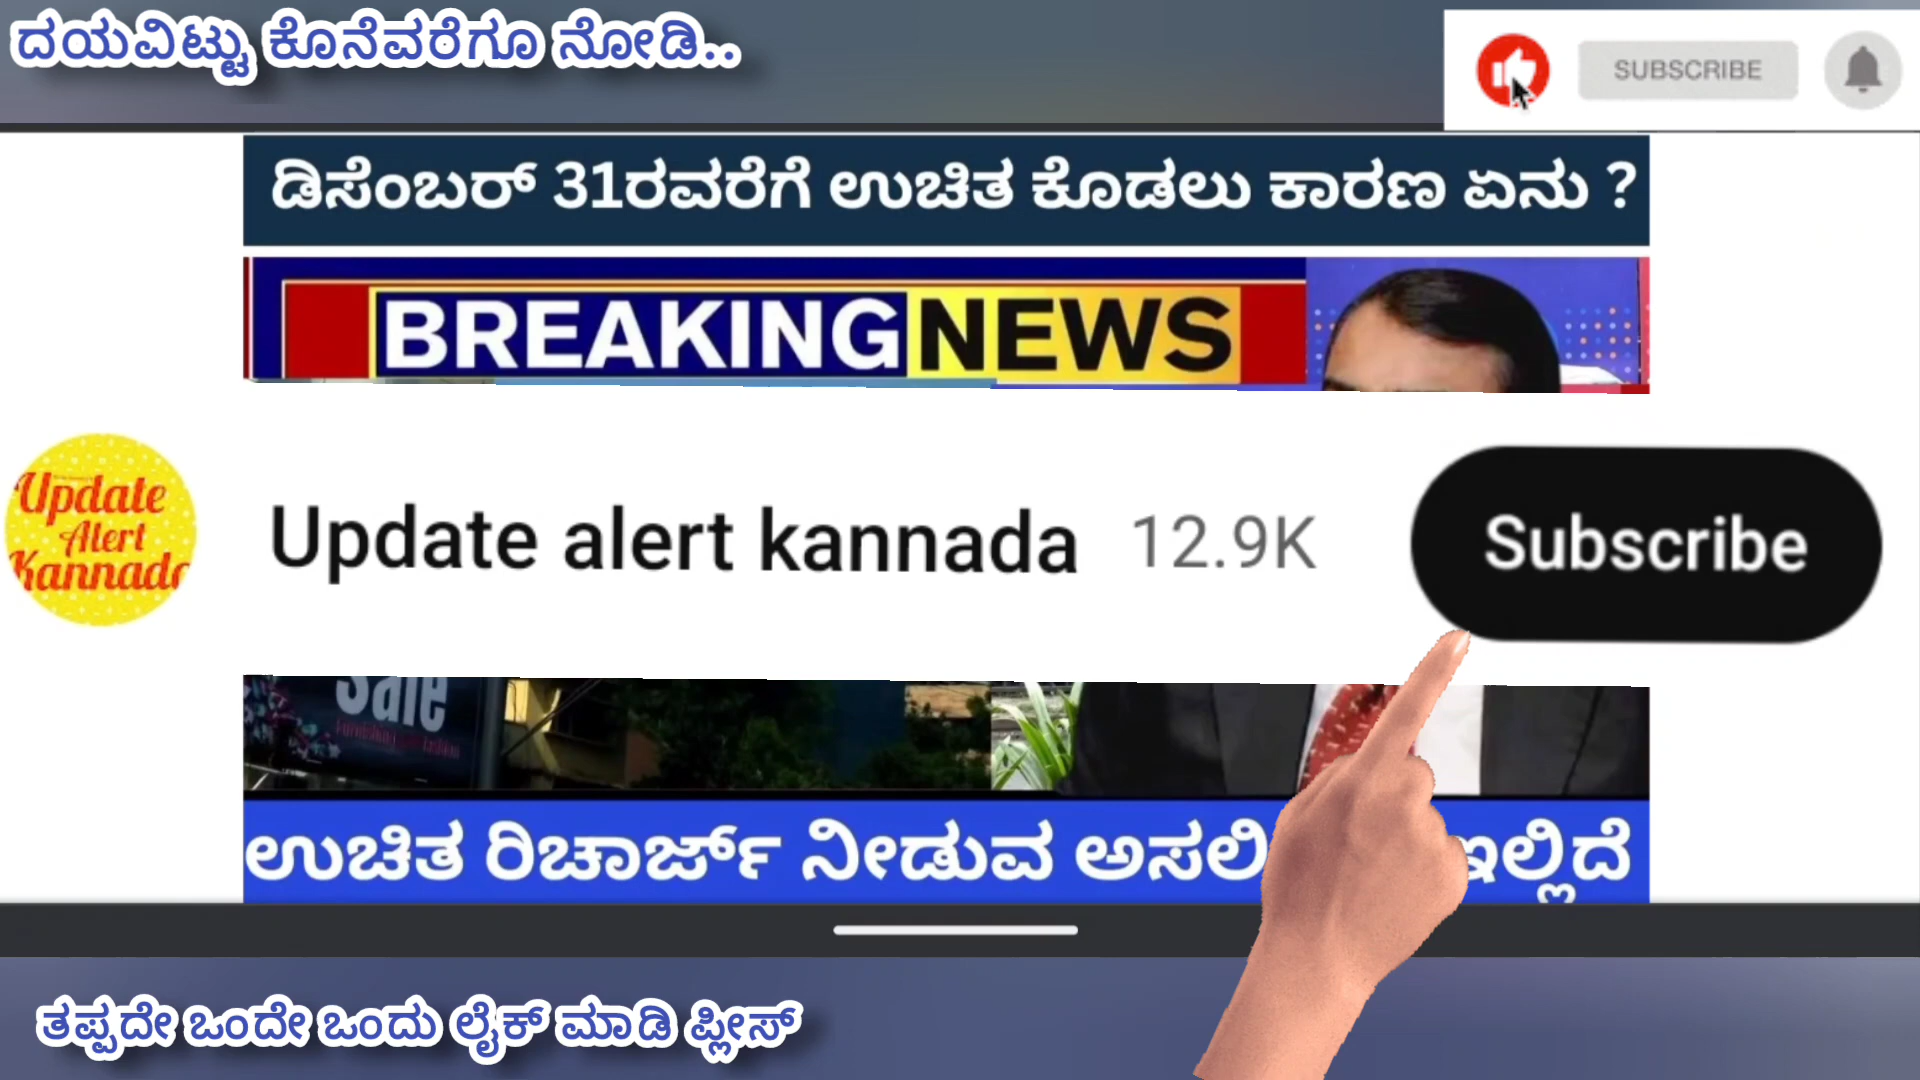 ದಯವಿಟ್ಟು ಕೊನೆವರೆಗೂ ನೋಡಿ..
SUBSCRIBE
ಡಿಸೆಂಬರ್ 31ರವರೆಗೆ ಉಚಿತ ಕೊಡಲು ಕಾರಣ ಏನು ?
BREAKING NEWS
Update
Alert
Kannada
Update alert kannada 12.9K
Subscribe
Sale
ಉಚಿತ ರಿಚಾರ್ಜ್ ನೀಡುವ ಇಲ್ಲಿದೆ
ತಪ್ಪದೇ ಒಂದೇ ಒಂದು ಲೈಕ್ ಮಾಡಿ ಪ್ಲೀಸ್